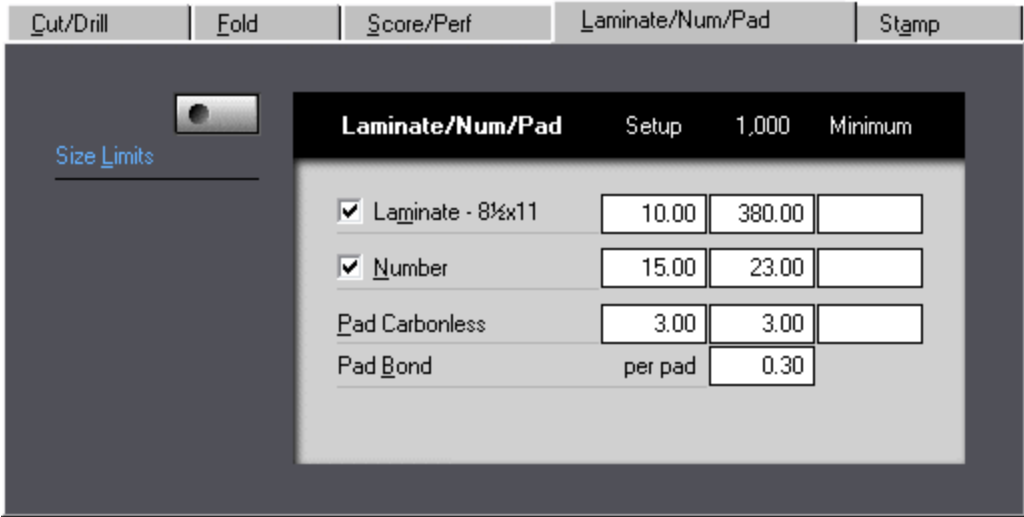 Cut/Drill Fold Score/Perf Laminate/Num/Pad Stamp
Laminate/Num/Pad Setup 1,000 Minimum
Size Limits
Laminate - 8½x11 10.00 380.00
Number 15.00 23.00
Pad Carbonless 3.00 3.00
Pad Bond per pad 0.30